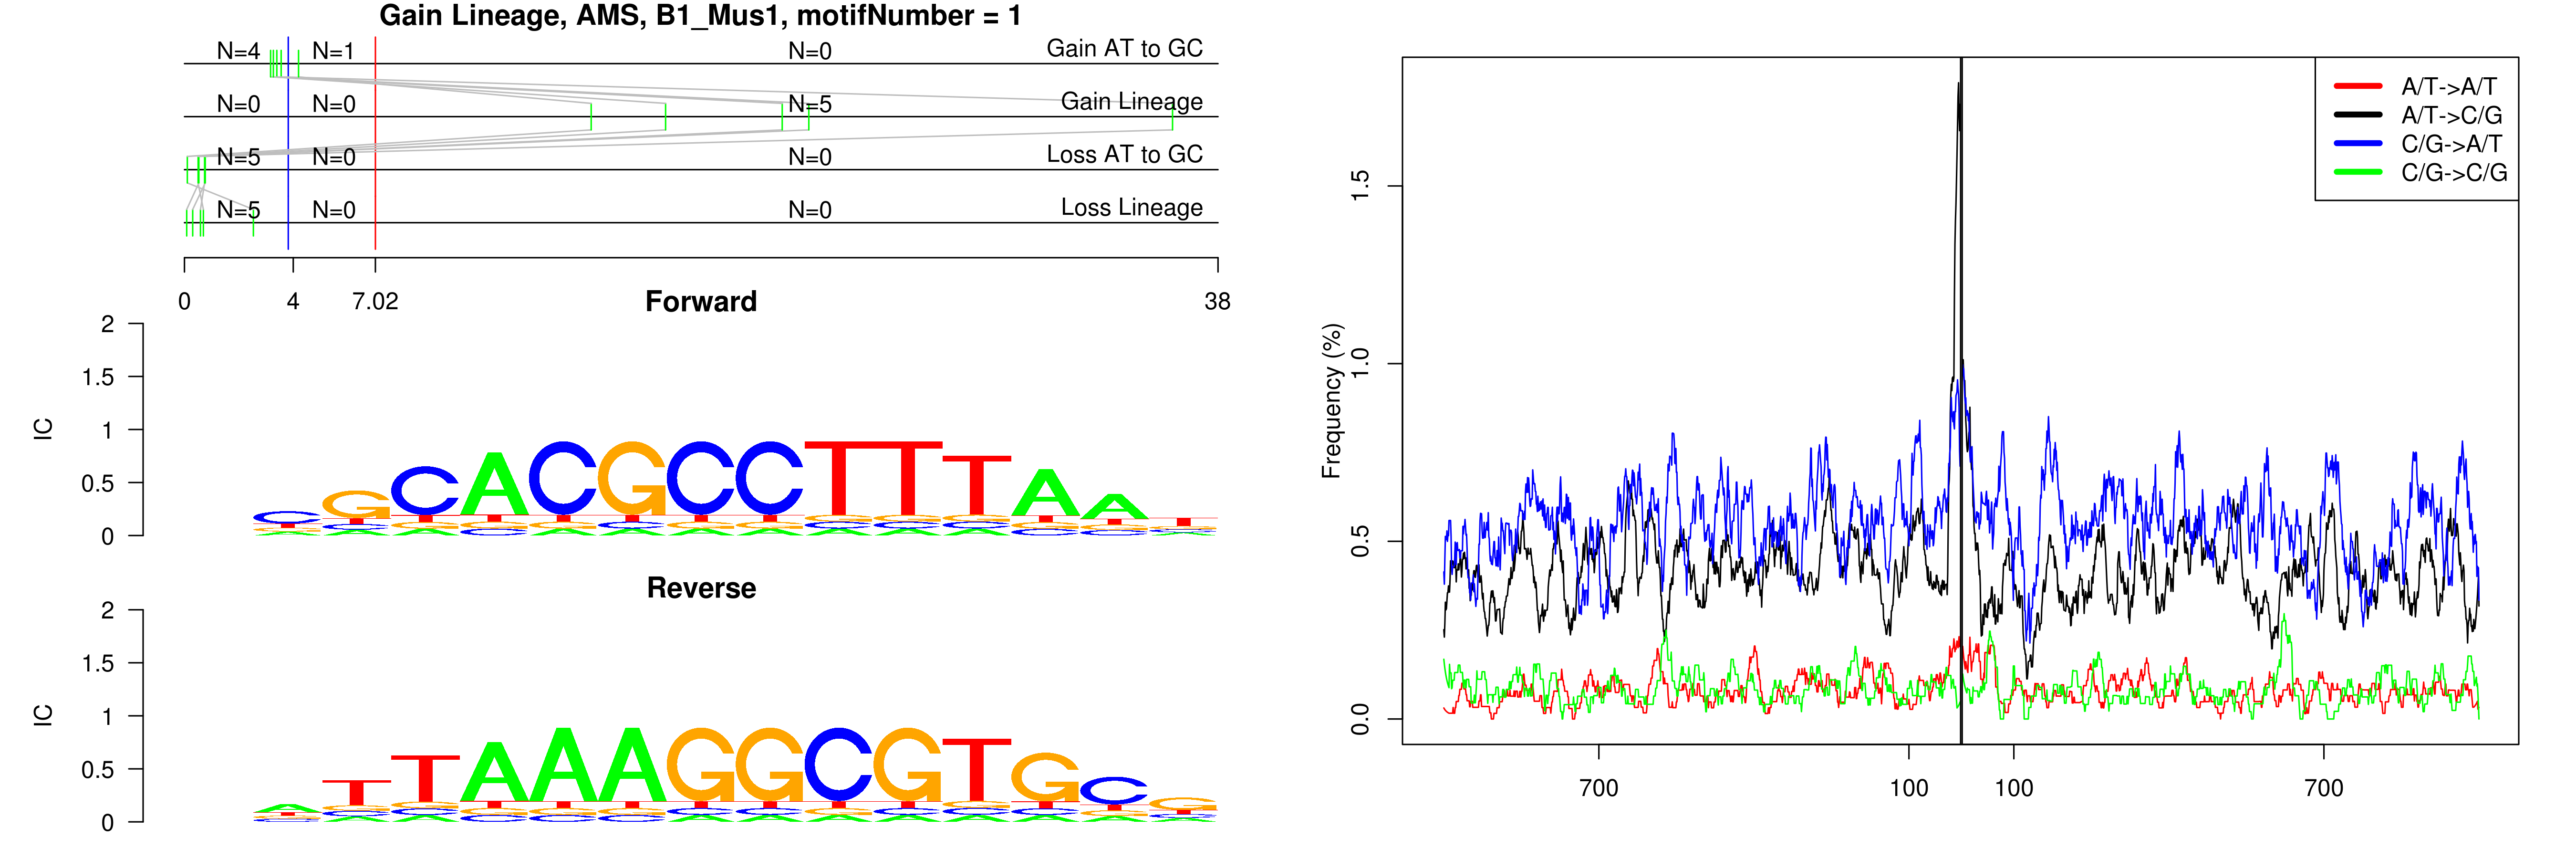 Gain Lineage, AMS, B1_Mus1, motifNumber = 1
N=4 N=1 N=0 Gain AT to GC
N=0 N=0 N=5 Gain Lineage
N=5 N=0 N=0 Loss AT to GC
N=5 N=0 N=0 Loss Lineage
0 4 7.02 38
Forward
IC
2
1.5
1
0.5
0
CGCACGCCTTTAAT
Reverse
IC
2
1.5
1
0.5
0
ATTAAAGGCGTGCG
Frequency (%)
1.5
1.0
0.5
0.0
700 100 100 700
A/T->A/T
A/T->C/G
C/G->A/T
C/G->C/G